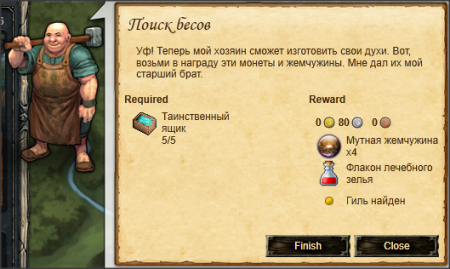 Поиск бесов
Уф! Теперь мой хозяин сможет изготовить свои духи. Вот,
возьми в награду эти монеты и жемчужины. Мне дал их мой
старший брат.
Required
Таинственный
ящик
5/5
Reward
0 80 0
Мутная жемчужина
x4
Флакон лечебного
зелья
Гиль найден
Finish
Close